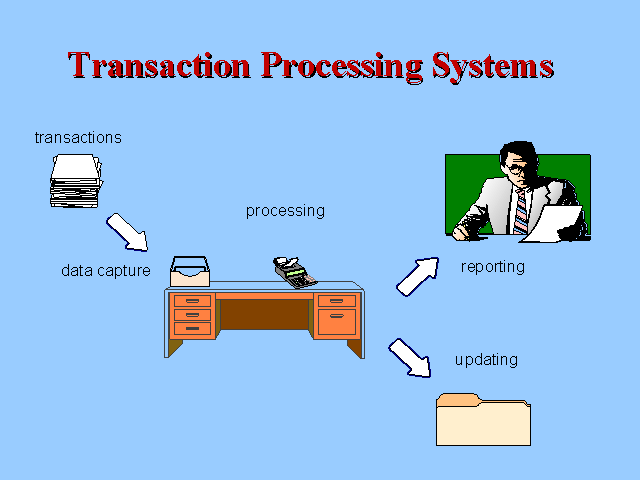 Transaction Processing Systems
transactions
processing
data capture
reporting
updating